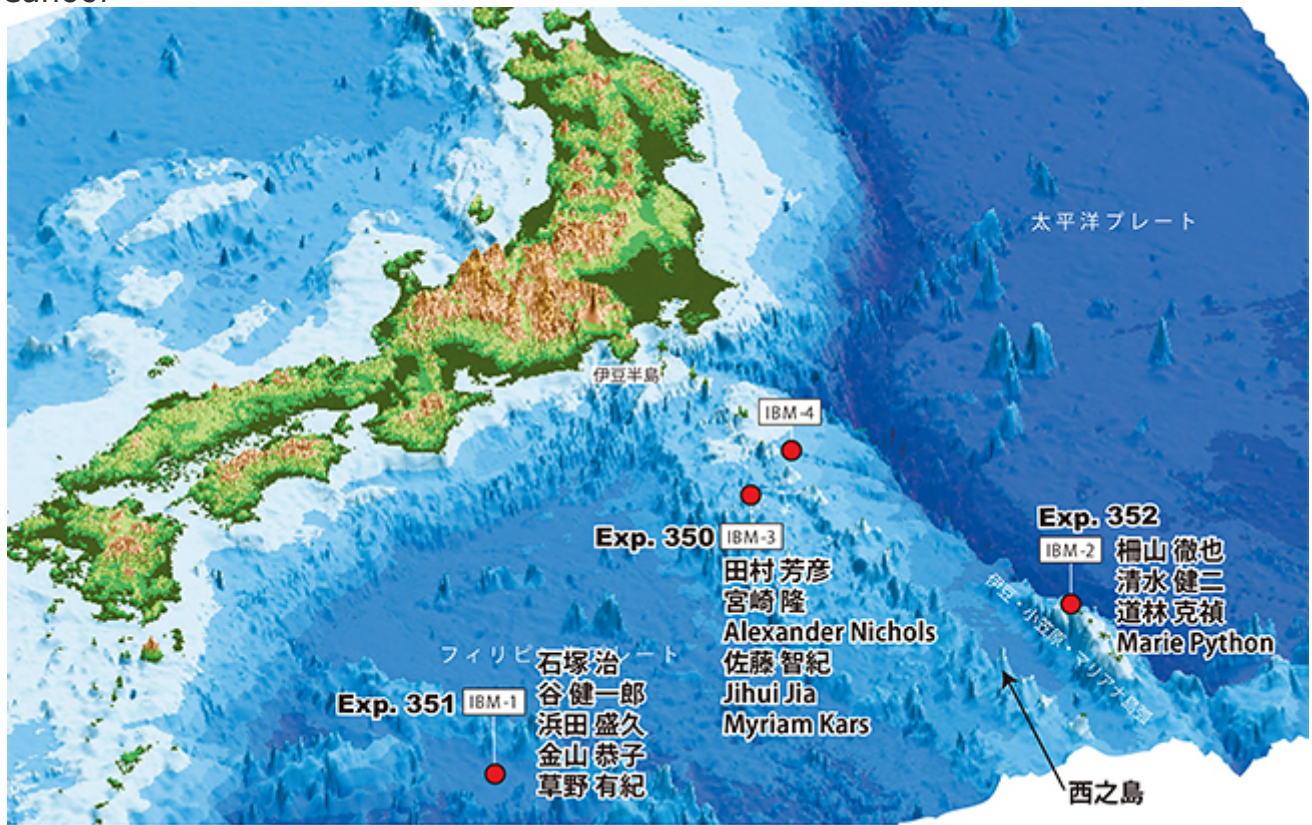 太平洋プレート
伊豆半島
IBM-4
Exp. 350 IBM-3
田村 芳彦
宮崎 隆
Alexander Nichols
佐藤 智紀
Jihui Jia
Myriam Kars
Exp. 352
IBM-2
柵山 徹也
清水 健二
道林 克禎
Marie Python
伊豆・小笠原・マリアナ島弧
フィリピ レート
Exp. 351 IBM-1
石塚 治
谷 健一郎
浜田 盛久
金山 恭子
草野 有紀
西之島